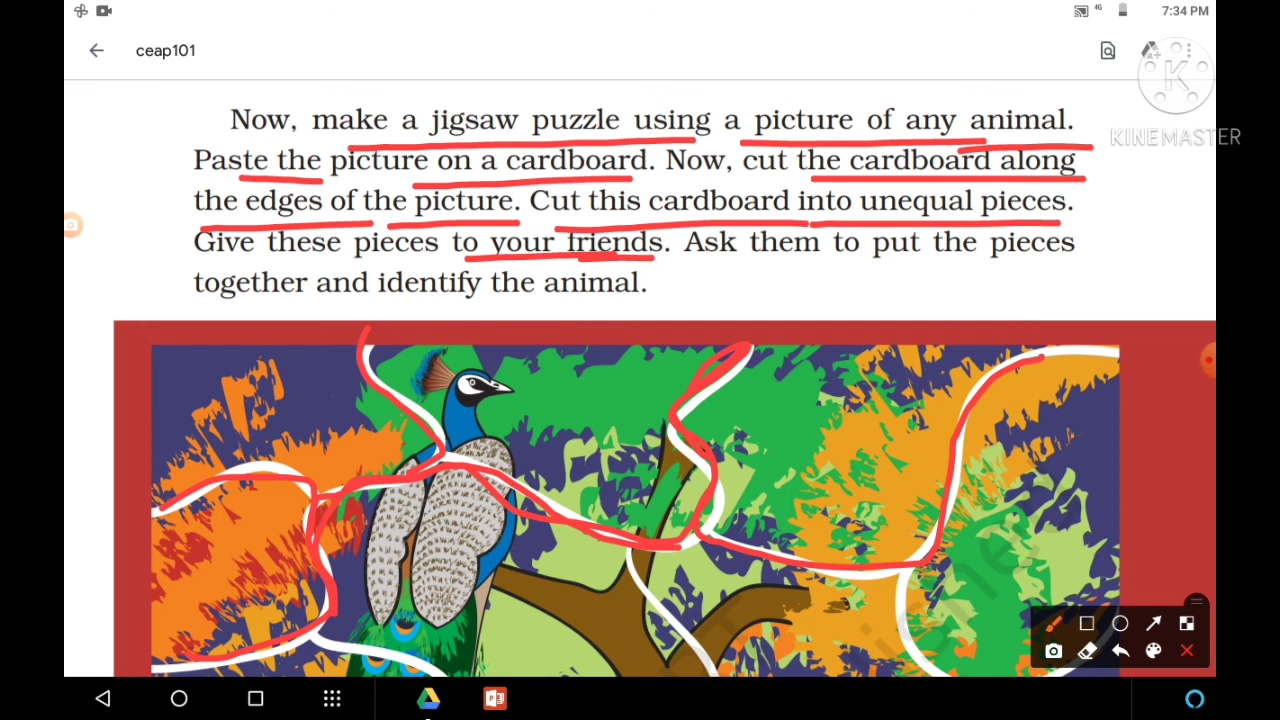 4G
7:34 PM
ceap101
K
KINEMASTER
Now, make a jigsaw puzzle using a picture of any animal.
Paste the picture on a cardboard. Now, cut the cardboard along
the edges of the picture. Cut this cardboard into unequal pieces.
Give these pieces to your friends. Ask them to put the pieces
together and identify the animal.